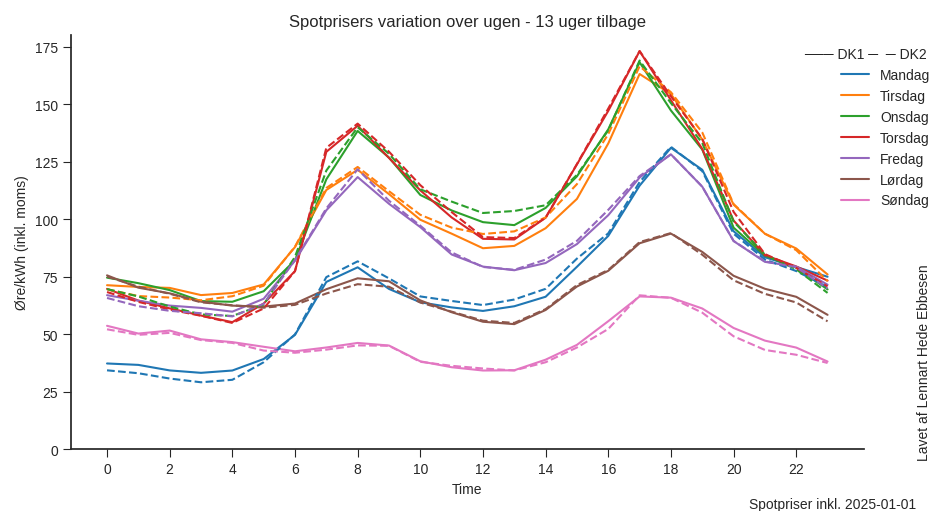 Spotprisers variation over ugen - 13 uger tilbage
DK1
DK2
Mandag
Tirsdag
Onsdag
Torsdag
Fredag
Lørdag
Søndag
Øre/kWh (inkl. moms)
175
150
125
100
75
50
25
0
0 2 4 6 8 10 12 14 16 18 20 22
Time
Lavet af Lennart Hede Ebbesen
Spotpriser inkl. 2025-01-01